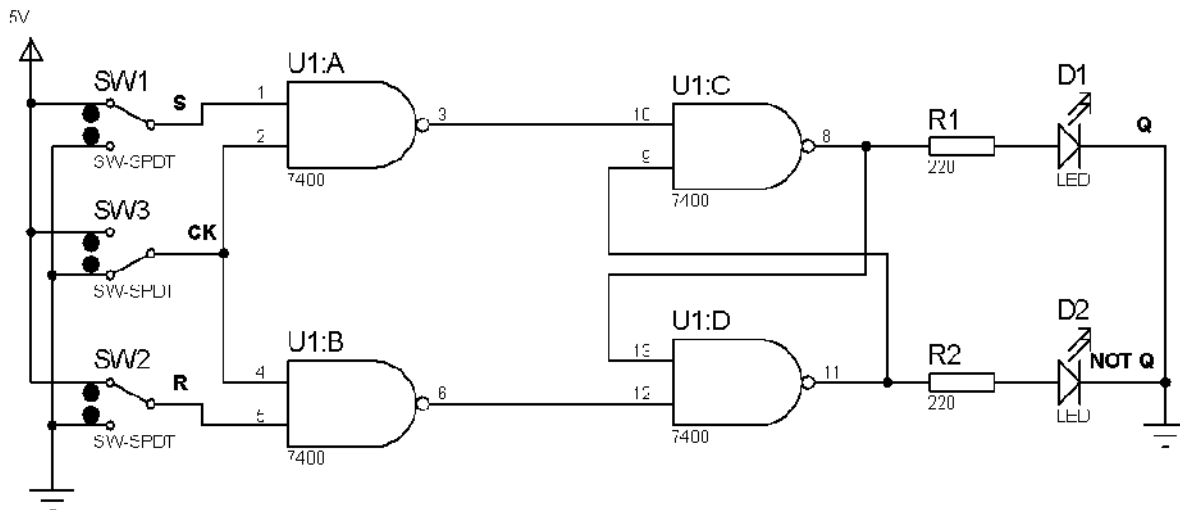 5V
SW1
S
SW-SPDT
U1:A
1
2
3
7400
SW3
CK
SW-SPDT
SW2
R
SW-SPDT
U1:B
4
5
6
7400
U1:C
10
9
8
7400
U1:D
13
12
11
7400
R1
220
D1
LED
Q
R2
220
D2
LED
NOT Q